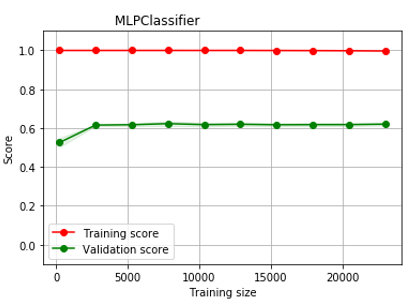 MLPClassifier
1.0
0.8
0.6
0.4
0.2
0.0
Score
Training score
Validation score
0 5000 10000 15000 20000
Training size